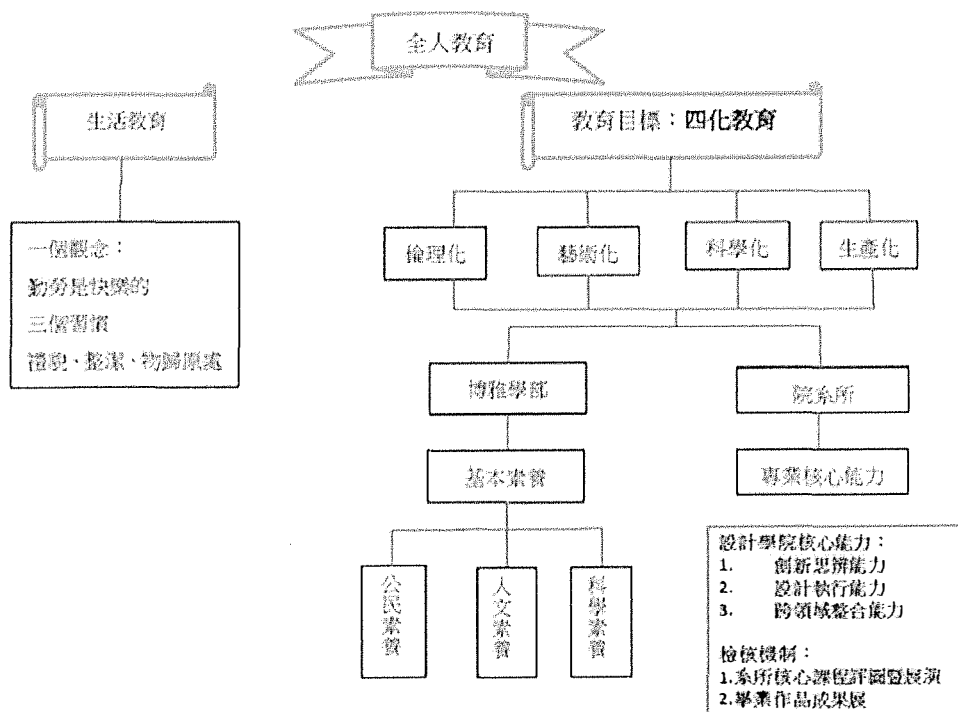 全人教育
生活教育
教育目標：四化教育
一個觀念：
勤勞是快樂的
三個習慣
禮貌、整潔、物歸原處
倫理化
藝術化
科學化
生產化
博雅學部
院系所
基本素養
專業核心能力
公民素養
人文素養
科學素養
設計學院核心能力：
1. 創新思辨能力
2. 設計執行能力
3. 跨領域整合能力
檢核機制：
1.系所核心課程評圖暨展演
2.畢業作品成果展